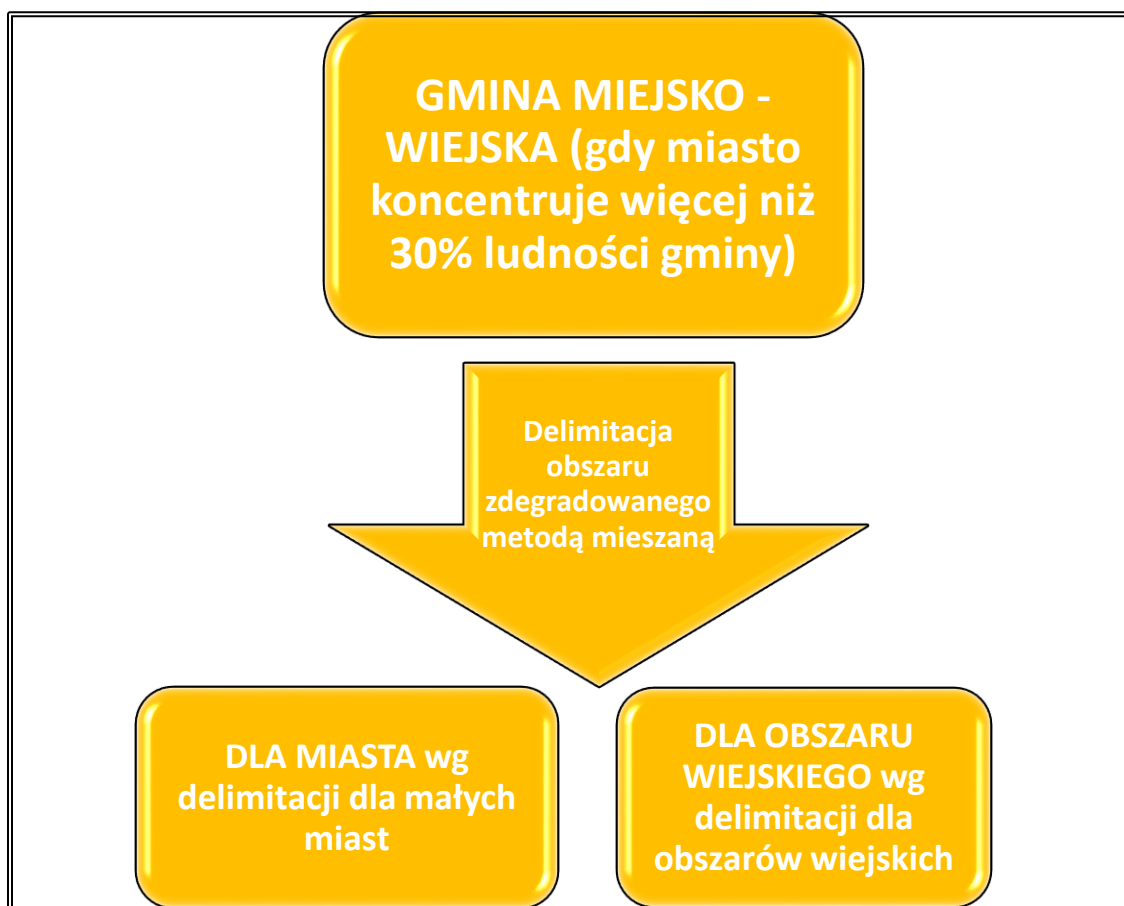 GMINA MIEJSKO -
WIEJSKA (gdy miasto
koncentruje więcej niż
30% ludności gminy)
Delimitacja
obszaru
zdegradowanego
metodą mieszaną
DLA MIASTA wg
delimitacji dla małych
miast
DLA OBSZARU
WIEJSKIEGO wg
delimitacji dla
obszarów wiejskich